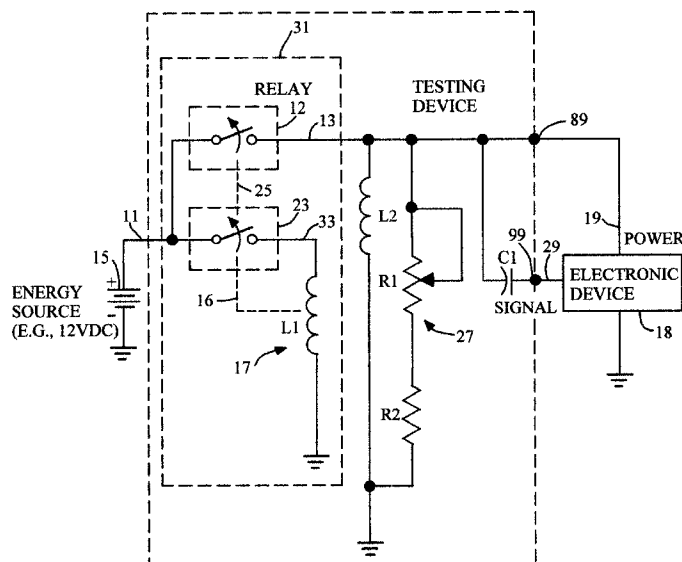 31
RELAY
TESTING
DEVICE
12
13
89
25
L2
19
POWER
11
23
33
99
29
15
+
-
C1
ELECTRONIC
DEVICE
R1
ENERGY
SOURCE
(E.G., 12VDC)
16
SIGNAL
L1
17
27
18
R2